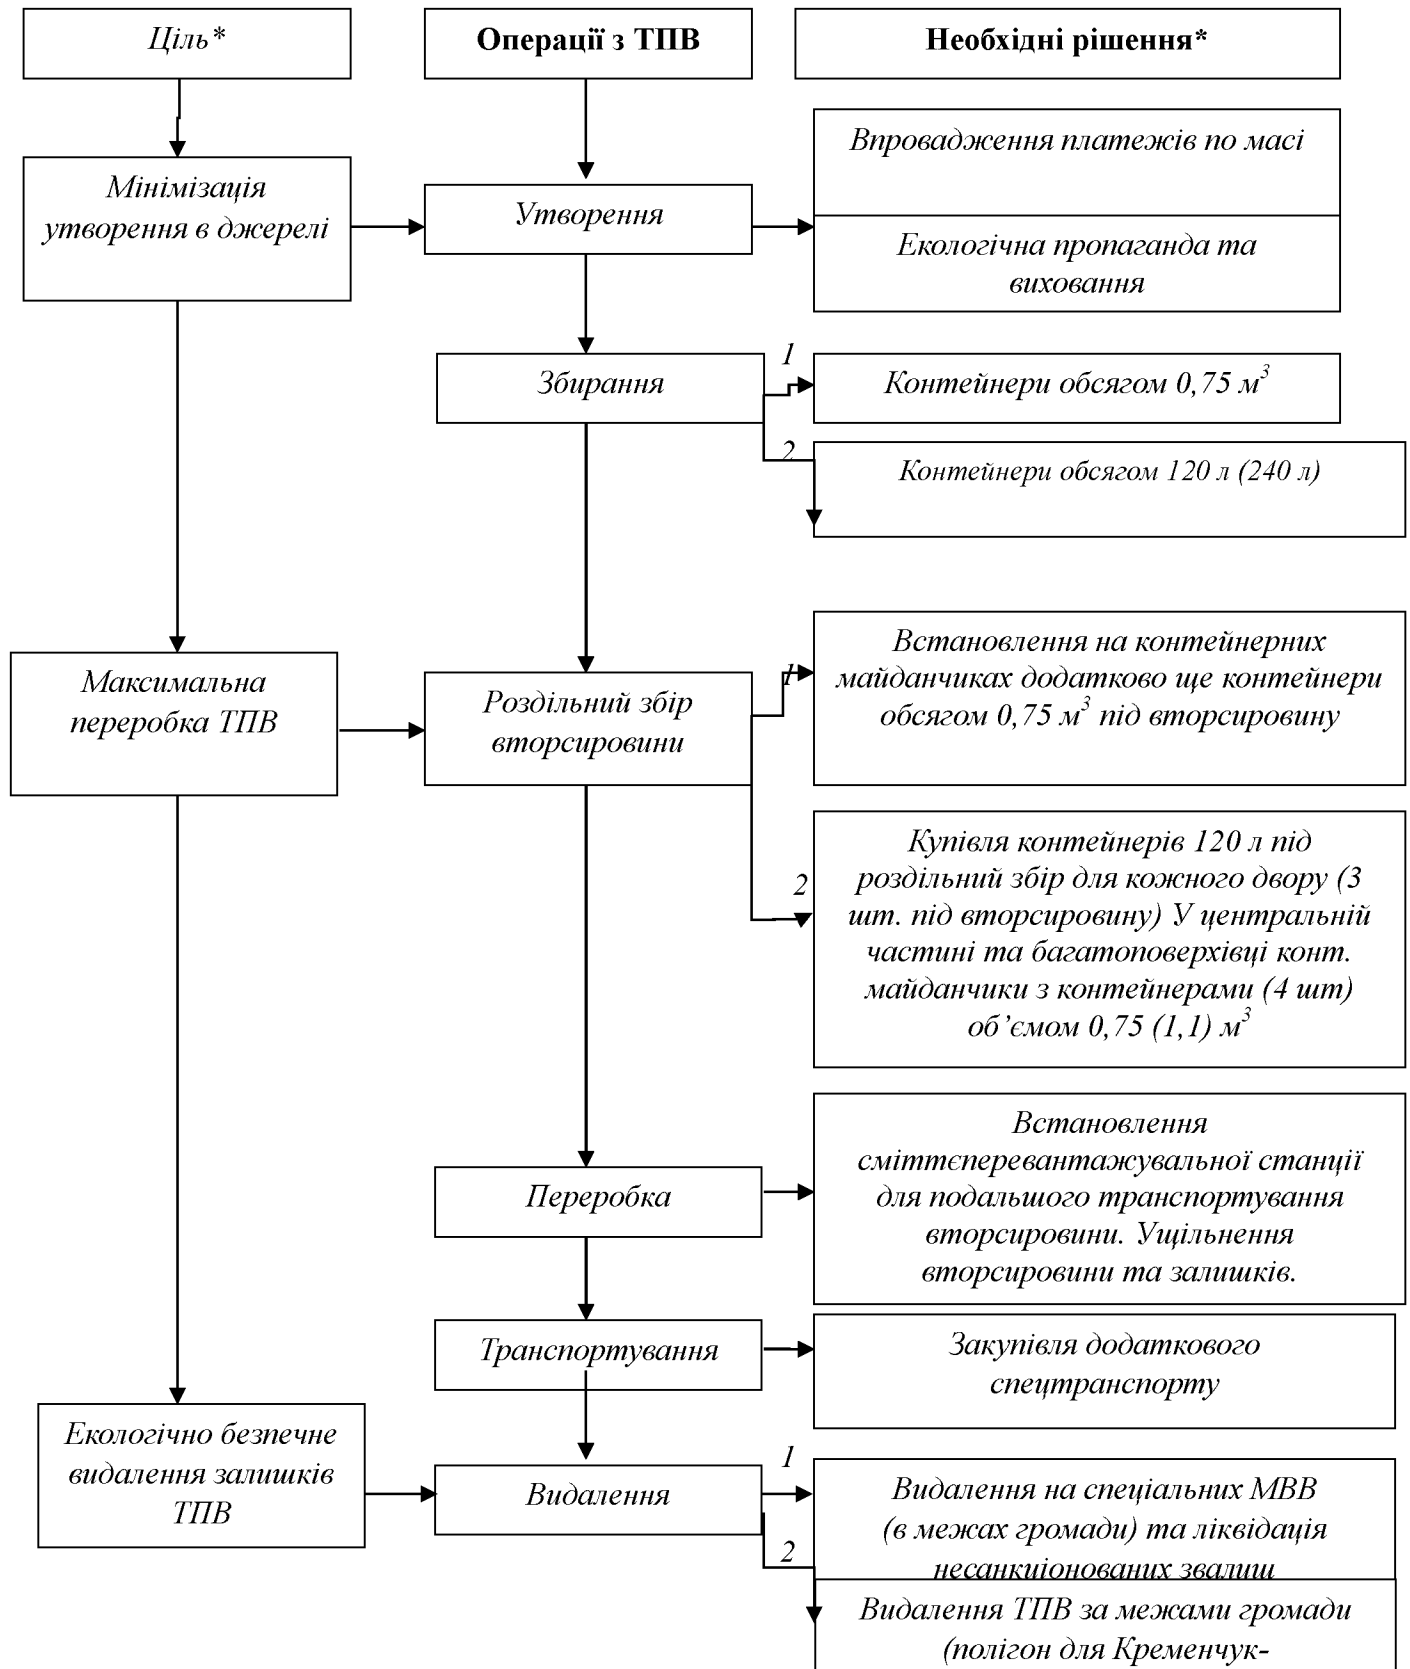 Ціль*
Операції з ТПВ
Необхідні рішення*
Мінімізація
утворення в джерелі
Утворення
Впровадження платежів по масі
Екологічна пропаганда та
виховання
Збирання
1
Контейнери обсягом 0,75 м³
2
Контейнери обсягом 120 л (240 л)
Максимальна
переробка ТПВ
Роздільний збір
вторсировини
1
Встановлення на контейнерних
майданчиках додатково ще контейнери
обсягом 0,75 м³ під вторсировину
2
Купівля контейнерів 120 л під
роздільний збір для кожного двору (3
шт. під вторсировину) У центральній
частині та багатоповерхівці конт.
майданчики з контейнерами (4 шт)
об’ємом 0,75 (1,1) м³
Переробка
Встановлення
сміттєперевантажувальної станції
для подальшого транспортування
вторсировини. Ущільнення
вторсировини та залишків.
Транспортування
Закупівля додаткового
спецтранспорту
Екологічно безпечне
видалення залишків
ТПВ
Видалення
1
Видалення на спеціальних МВВ
(в межах громади) та ліквідація
несанкціонованих звалищ
2
Видалення ТПВ за межами громади
(полігон для Кременчук-